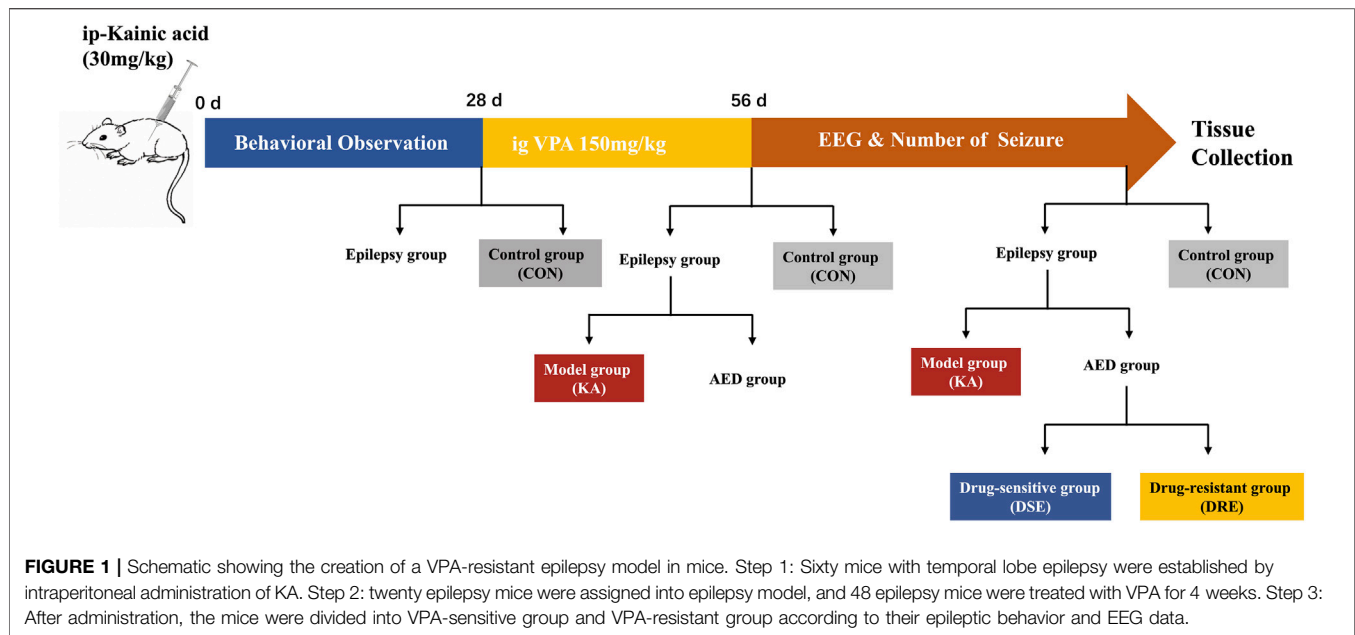 ip-Kainic acid
(30mg/kg)
0 d
28 d
56 d
Behavioral Observation
ig VPA 150mg/kg
EEG & Number of Seizure
Tissue
Collection
Epilepsy group
Control group
(CON)
Epilepsy group
Control group
(CON)
Epilepsy group
Control group
(CON)
Model group
(KA)
AED group
Model group
(KA)
AED group
Drug-sensitive group
(DSE)
Drug-resistant group
(DRE)
FIGURE 1 | Schematic showing the creation of a VPA-resistant epilepsy model in mice. Step 1: Sixty mice with temporal lobe epilepsy were established by
intraperitoneal administration of KA. Step 2: twenty epilepsy mice were assigned into epilepsy model, and 48 epilepsy mice were treated with VPA for 4 weeks. Step 3:
After administration, the mice were divided into VPA-sensitive group and VPA-resistant group according to their epileptic behavior and EEG data.